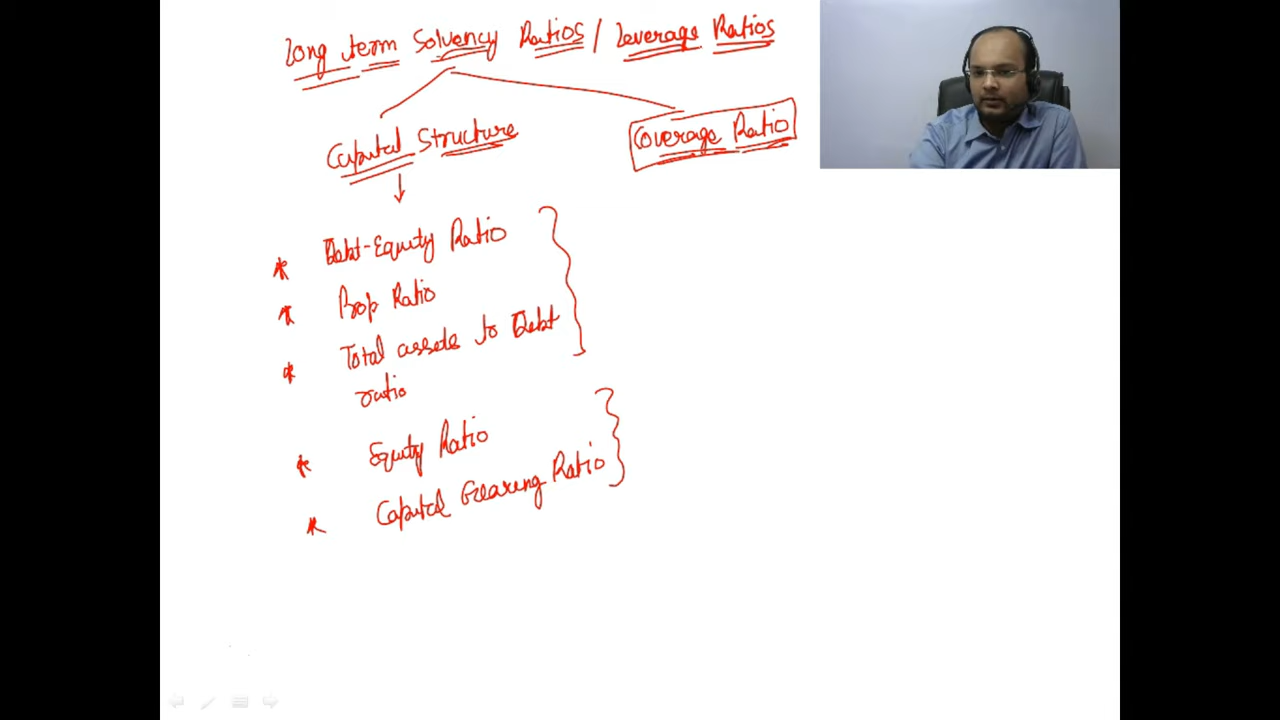 Long term Solvency Ratios / Leverage Ratios
Capital Structure
Coverage Ratio
* Debt-Equity Ratio
* Prop Ratio
* Total assets to Debt
ratio
* Equity Ratio
* Capital Gearing Ratio